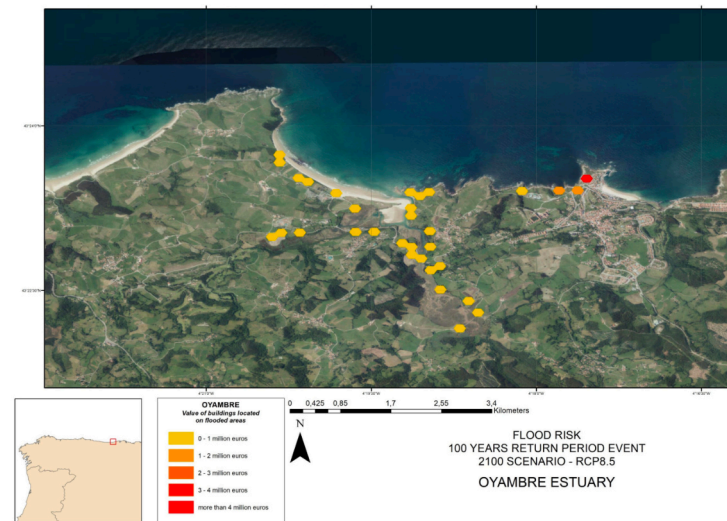 OYAMBRE
Value of buildings located
on flooded areas
0 - 1 million euros
1 - 2 million euros
2 - 3 million euros
3 - 4 million euros
more than 4 million euros
0 0,425 0,85 1,7 2,55 3,4
Kilometers
N
FLOOD RISK
100 YEARS RETURN PERIOD EVENT
2100 SCENARIO - RCP8.5
OYAMBRE ESTUARY